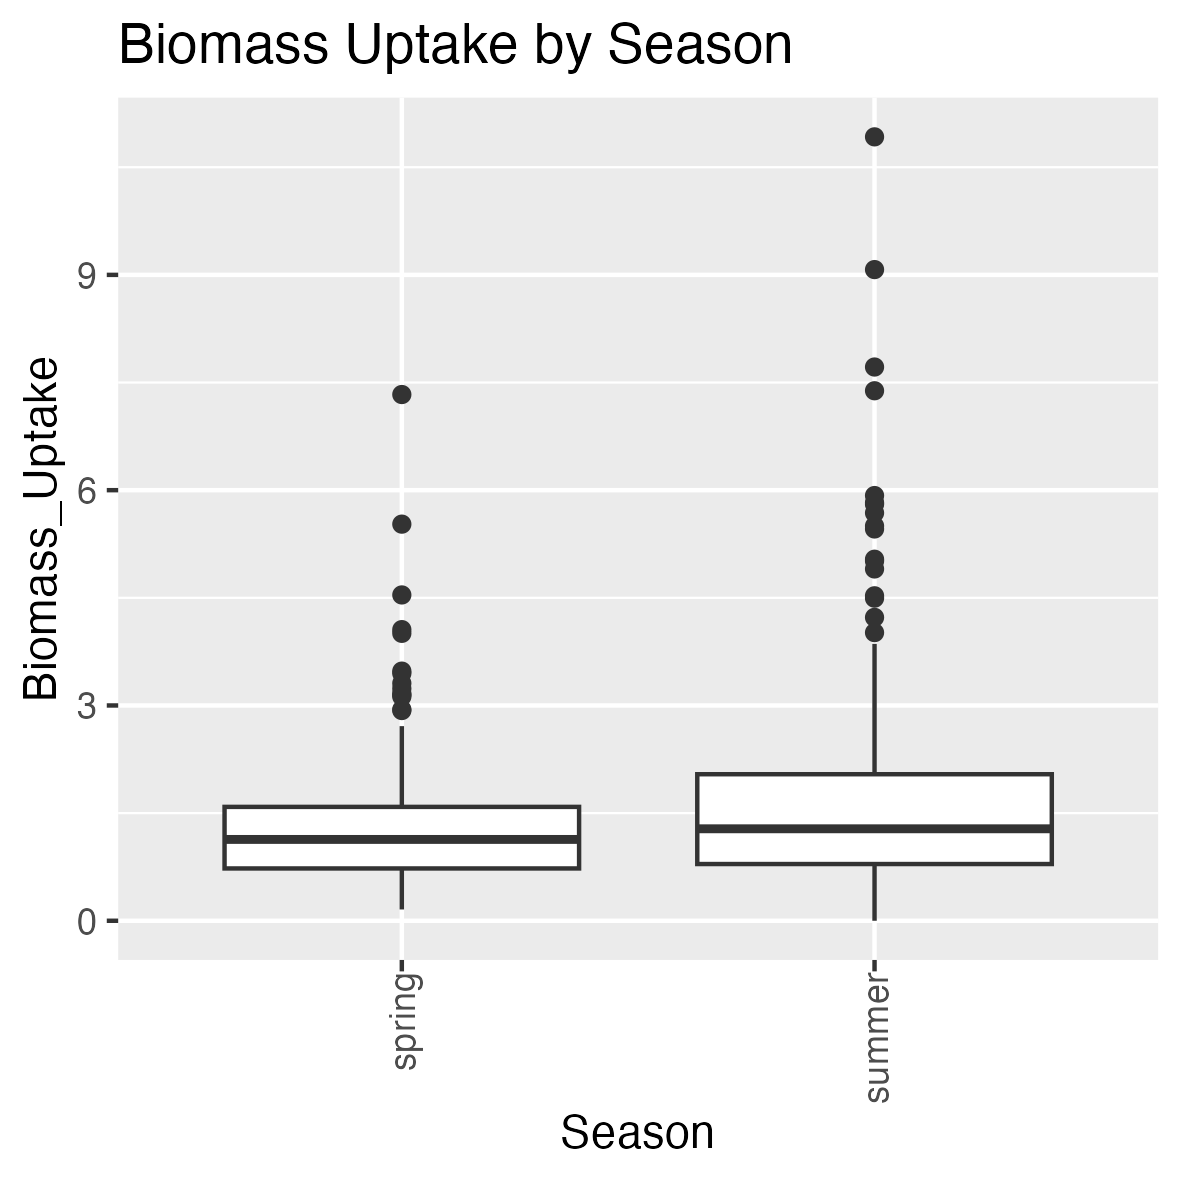 Biomass Uptake by Season
Biomass_Uptake
9
6
3
0
spring
summer
Season